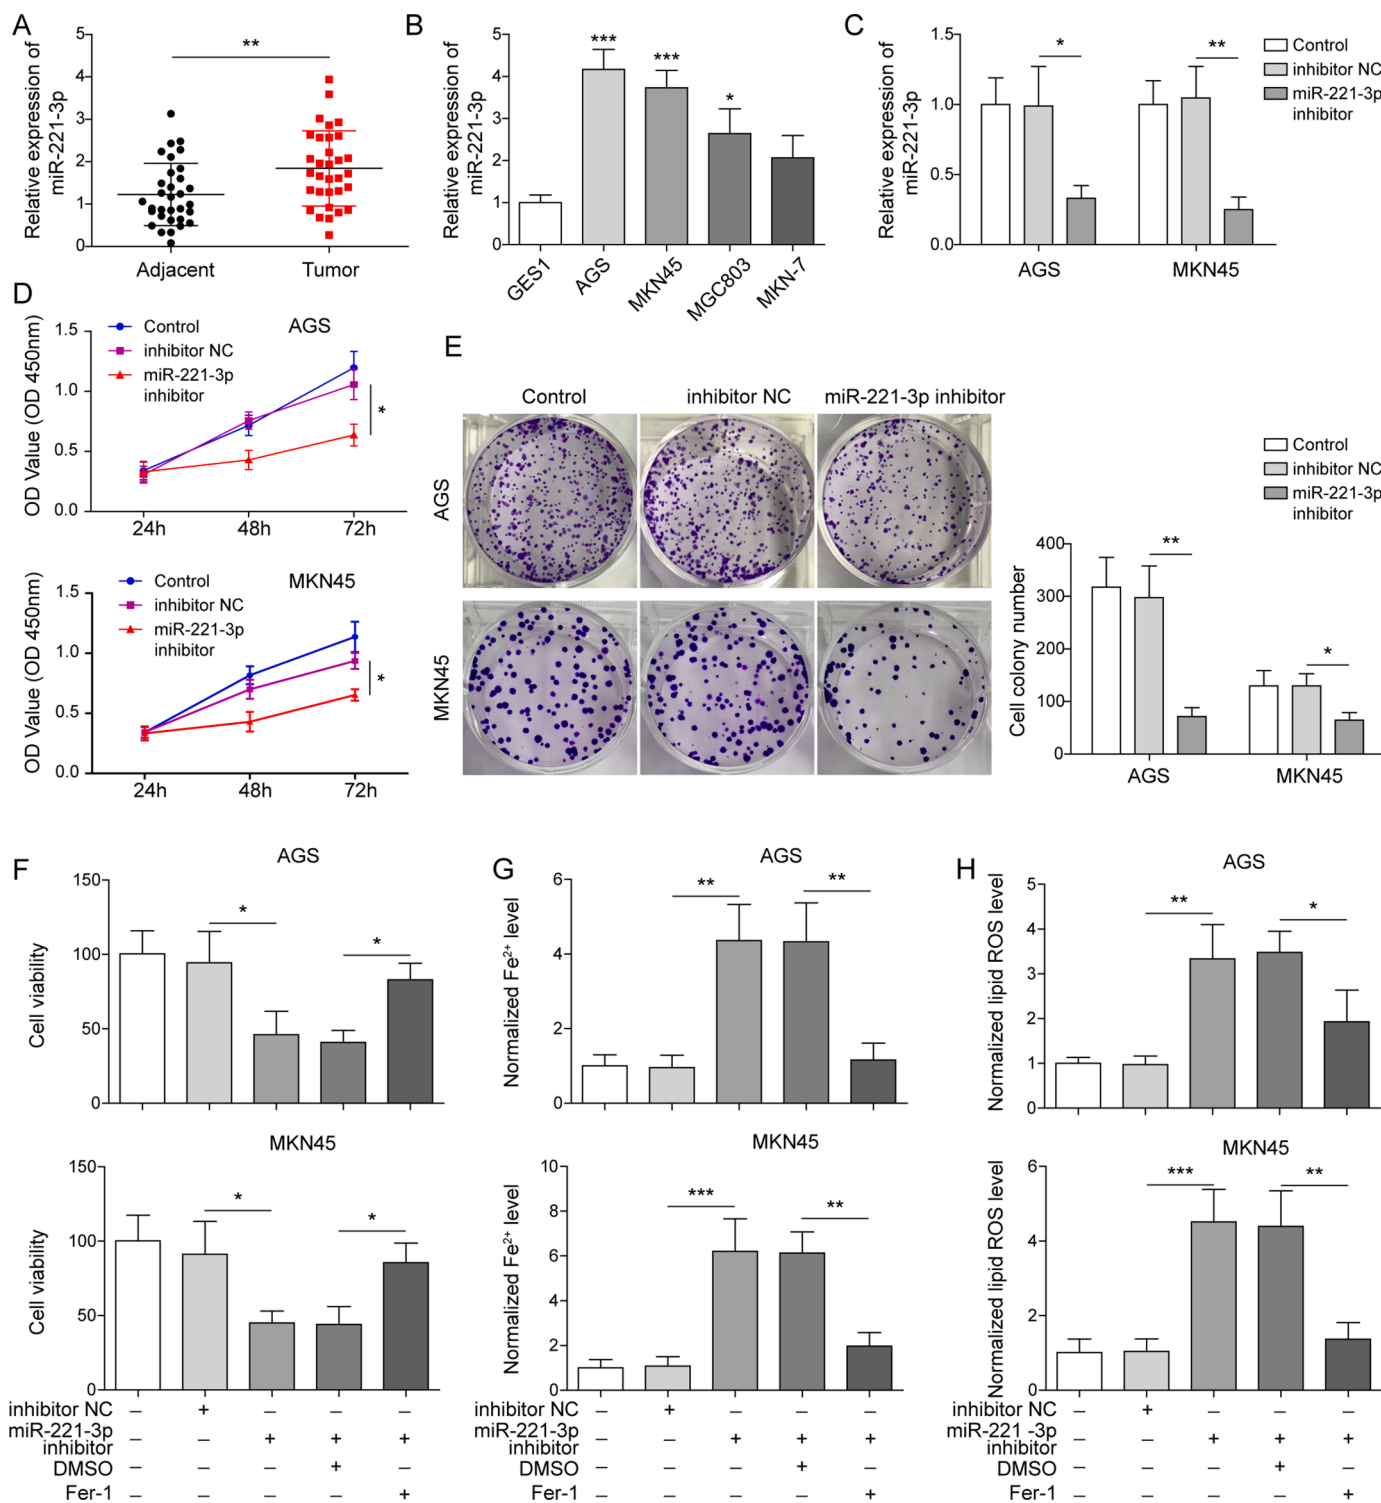 A
Relative expression of
miR-221-3p
5
4
3
2
1
0
**
Adjacent
Tumor
B
Relative expression of
miR-221-3p
5
4
3
2
1
0
***
***
*
GES1
AGS
MKN45
MGC803
MKN-7
C
Relative expression of
miR-221-3p
1.5
1.0
0.5
0.0
*
**
AGS
MKN45
Control
inhibitor NC
miR-221-3p
inhibitor
D
OD Value (OD 450nm)
1.5
1.0
0.5
0.0
Control
inhibitor NC
miR-221-3p
inhibitor
AGS
*
24h
48h
72h
OD Value (OD 450nm)
1.5
1.0
0.5
0.0
Control
inhibitor NC
miR-221-3p
inhibitor
MKN45
*
24h
48h
72h
E
Control
inhibitor NC
miR-221-3p inhibitor
AGS
MKN45
Control
inhibitor NC
miR-221-3p
inhibitor
Cell colony number
400
300
200
100
0
**
*
AGS
MKN45
F
AGS
Cell viability
150
100
50
0
*
*
MKN45
Cell viability
150
100
50
0
*
*
inhibitor NC – + – – –
miR-221-3p
inhibitor – – + + +
DMSO – – – + –
Fer-1 – – – – +
G
AGS
Normalized Fe²⁺ level
6
4
2
0
**
**
MKN45
Normalized Fe²⁺ level
10
8
6
4
2
0
***
**
inhibitor NC – + – – –
miR-221-3p
inhibitor – – + + +
DMSO – – – + –
Fer-1 – – – – +
H
AGS
Normalized lipid ROS level
5
4
3
2
1
0
**
*
MKN45
Normalized lipid ROS level
6
4
2
0
***
**
inhibitor NC – + – – –
miR-221 -3p
inhibitor – – + + +
DMSO – – – + –
Fer-1 – – – – +